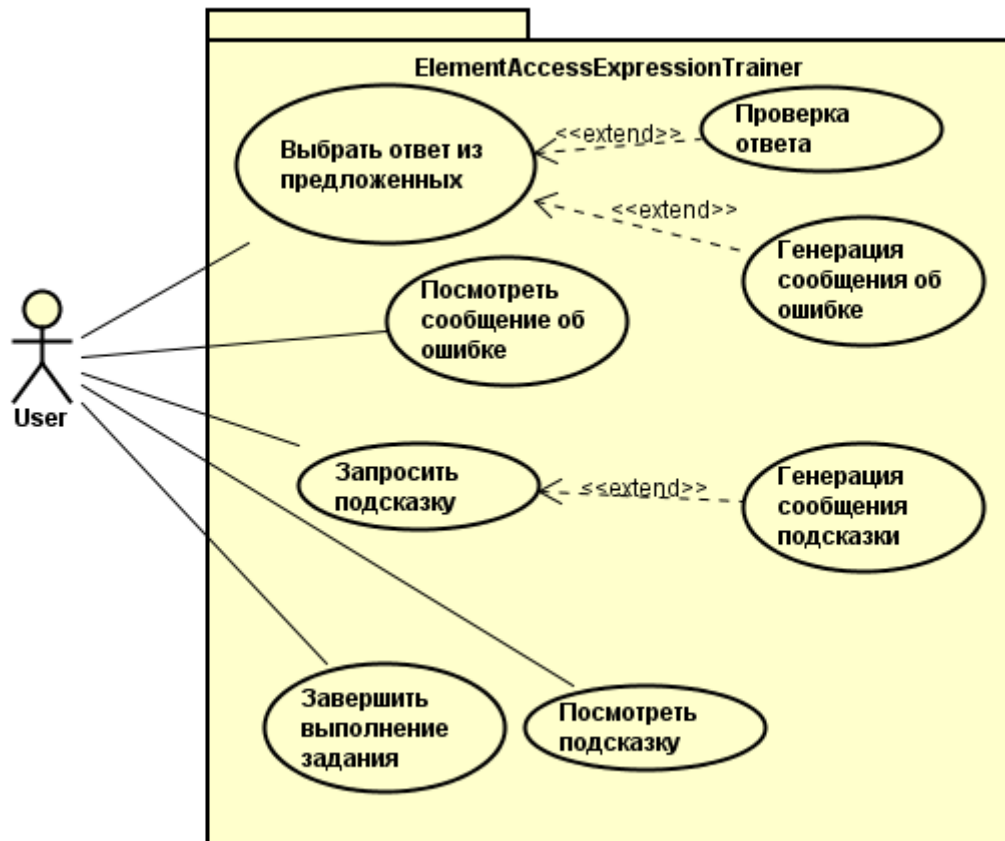 ElementAccessExpressionTrainer
Выбрать ответ из
предложенных
<<extend>>
Проверка
ответа
<<extend>>
Генерация
сообщения об
ошибке
Посмотреть
сообщение об
ошибке
User
Запросить
подсказку
<<extend>>
Генерация
сообщения
подсказки
Завершить
выполнение
задания
Посмотреть
подсказку